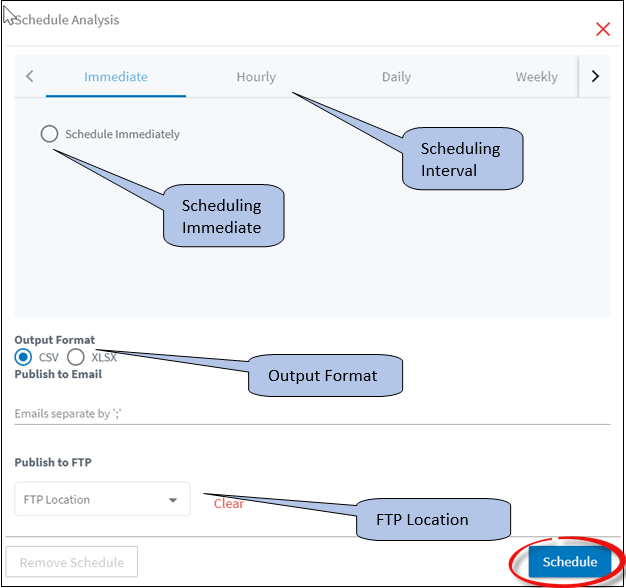 Schedule Analysis
Immediate Hourly Daily Weekly
Schedule Immediately
Scheduling
Interval
Scheduling
Immediate
Output Format
CSV XLSX
Publish to Email
Output Format
Emails separate by ';'
Publish to FTP
FTP Location
Clear
FTP Location
Remove Schedule
Schedule